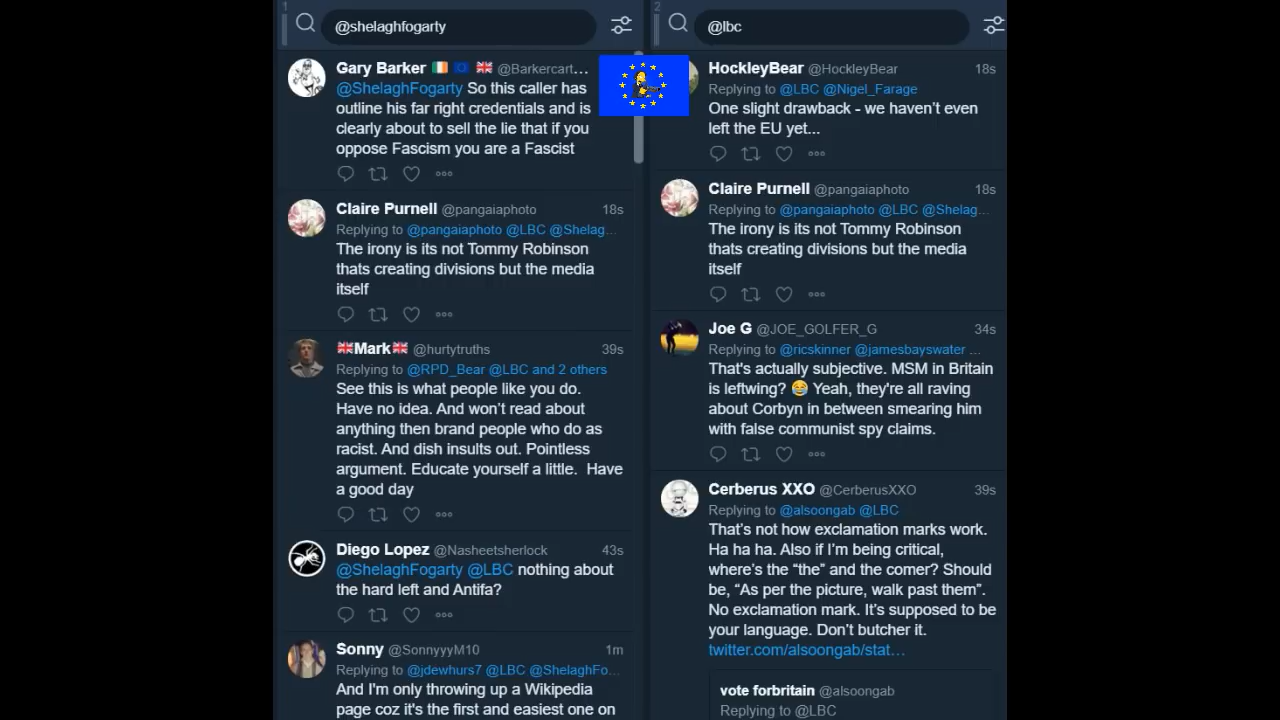 1
@shelaghfogarty
Gary Barker @Barkercart...
@ShelaghFogarty So this caller has
outline his far right credentials and is
clearly about to sell the lie that if you
oppose Fascism you are a Fascist
Claire Purnell @pangaiaphoto 18s
Replying to @pangaiaphoto @LBC @Shelag...
The irony is its not Tommy Robinson
thats creating divisions but the media
itself
Mark @hurtytruths 39s
Replying to @RPD_Bear @LBC and 2 others
See this is what people like you do.
Have no idea. And won't read about
anything then brand people who do as
racist. And dish insults out. Pointless
argument. Educate yourself a little. Have
a good day
Diego Lopez @Nasheetsherlock 43s
@ShelaghFogarty @LBC nothing about
the hard left and Antifa?
Sonny @SonnyyyM10 1m
Replying to @jdewhurs7 @LBC @ShelaghFo...
And I'm only throwing up a Wikipedia
page coz it's the first and easiest one on
2
@lbc
HockleyBear @HockleyBear 18s
Replying to @LBC @Nigel_Farage
One slight drawback - we haven't even
left the EU yet...
Claire Purnell @pangaiaphoto 18s
Replying to @pangaiaphoto @LBC @Shelag...
The irony is its not Tommy Robinson
thats creating divisions but the media
itself
Joe G @JOE_GOLFER_G 34s
Replying to @ricskinner @jamesbayswater ...
That's actually subjective. MSM in Britain
is leftwing? 😂 Yeah, they're all raving
about Corbyn in between smearing him
with false communist spy claims.
Cerberus XXO @CerberusXXO 39s
Replying to @alsoongab @LBC
That's not how exclamation marks work.
Ha ha ha. Also if I'm being critical,
where's the "the" and the comer? Should
be, "As per the picture, walk past them".
No exclamation mark. It's supposed to be
your language. Don't butcher it.
twitter.com/alsoongab/stat...
vote forbritain @alsoongab
Replying to @LBC